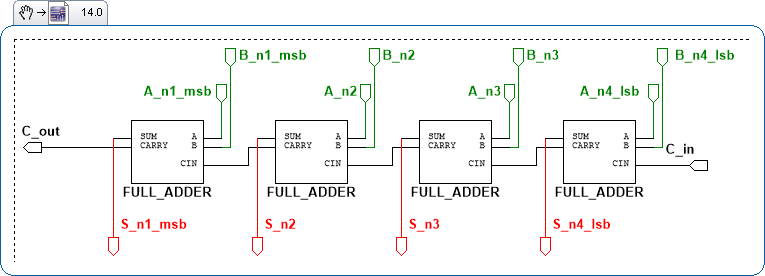 14.0
B_n1_msb B_n2 B_n3 B_n4_lsb
A_n1_msb A_n2 A_n3 A_n4_lsb
C_out SUM A SUM A SUM A SUM A
CARRY B CARRY B CARRY B CARRY B C_in
CIN CIN CIN CIN
FULL_ADDER FULL_ADDER FULL_ADDER FULL_ADDER
S_n1_msb S_n2 S_n3 S_n4_lsb